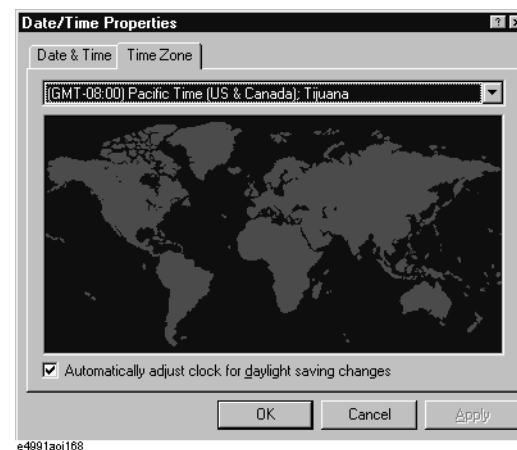 Date/Time Properties
Date & Time Time Zone
(GMT-08:00) Pacific Time (US & Canada); Tijuana
Automatically adjust clock for daylight saving changes
OK Cancel Apply
e4991aoj168